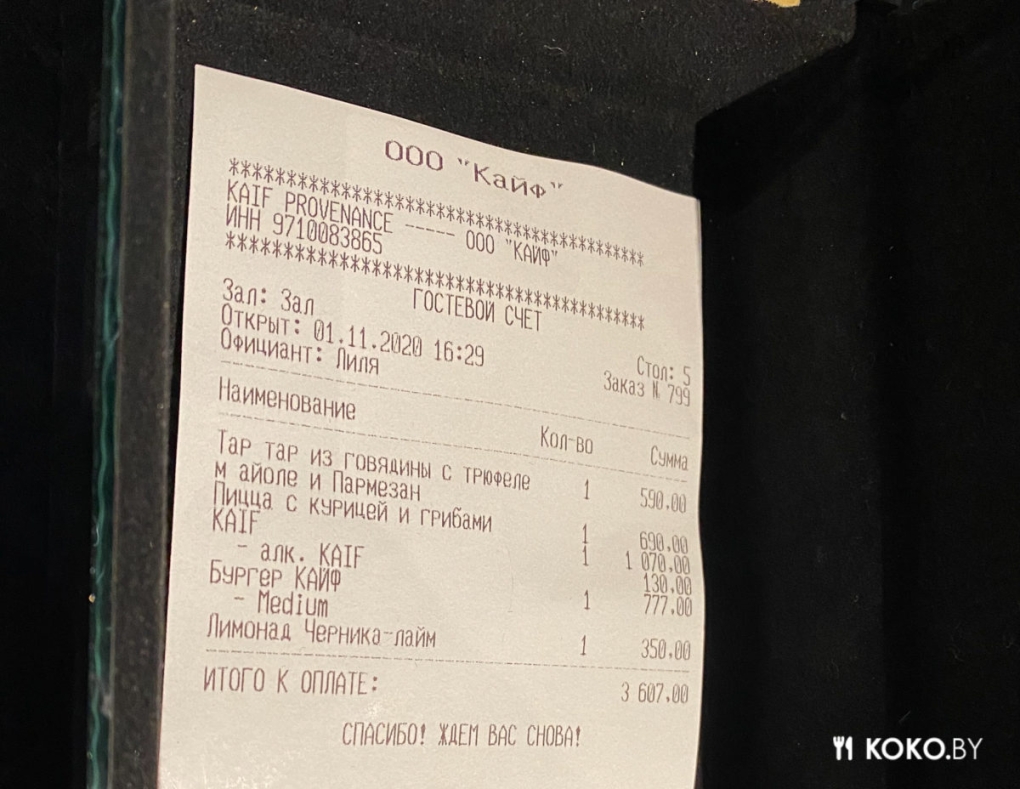 ООО "Кайф"
******************************************
KAIF PROVENANCE ----- ООО "КАЙФ"
ИНН 9710083865
******************************************
ГОСТЕВОЙ СЧЕТ
Зал: Зал Стол: 5
Открыт: 01.11.2020 16:29 Заказ № 799
Официант: Лиля
Наименование Кол-во Сумма
Тар тар из говядины с трюфеле 1 590.00
м айоле и Пармезан
Пицца с курицей и грибами 1 690.00
KAIF 1 1 070.00
- алк. KAIF 130.00
Бургер КАЙФ 1 777.00
- Medium
Лимонад Черника-лайм 1 350.00
ИТОГО К ОПЛАТЕ: 3 607.00
СПАСИБО! ЖДЕМ ВАС СНОВА!
KOKO.BY